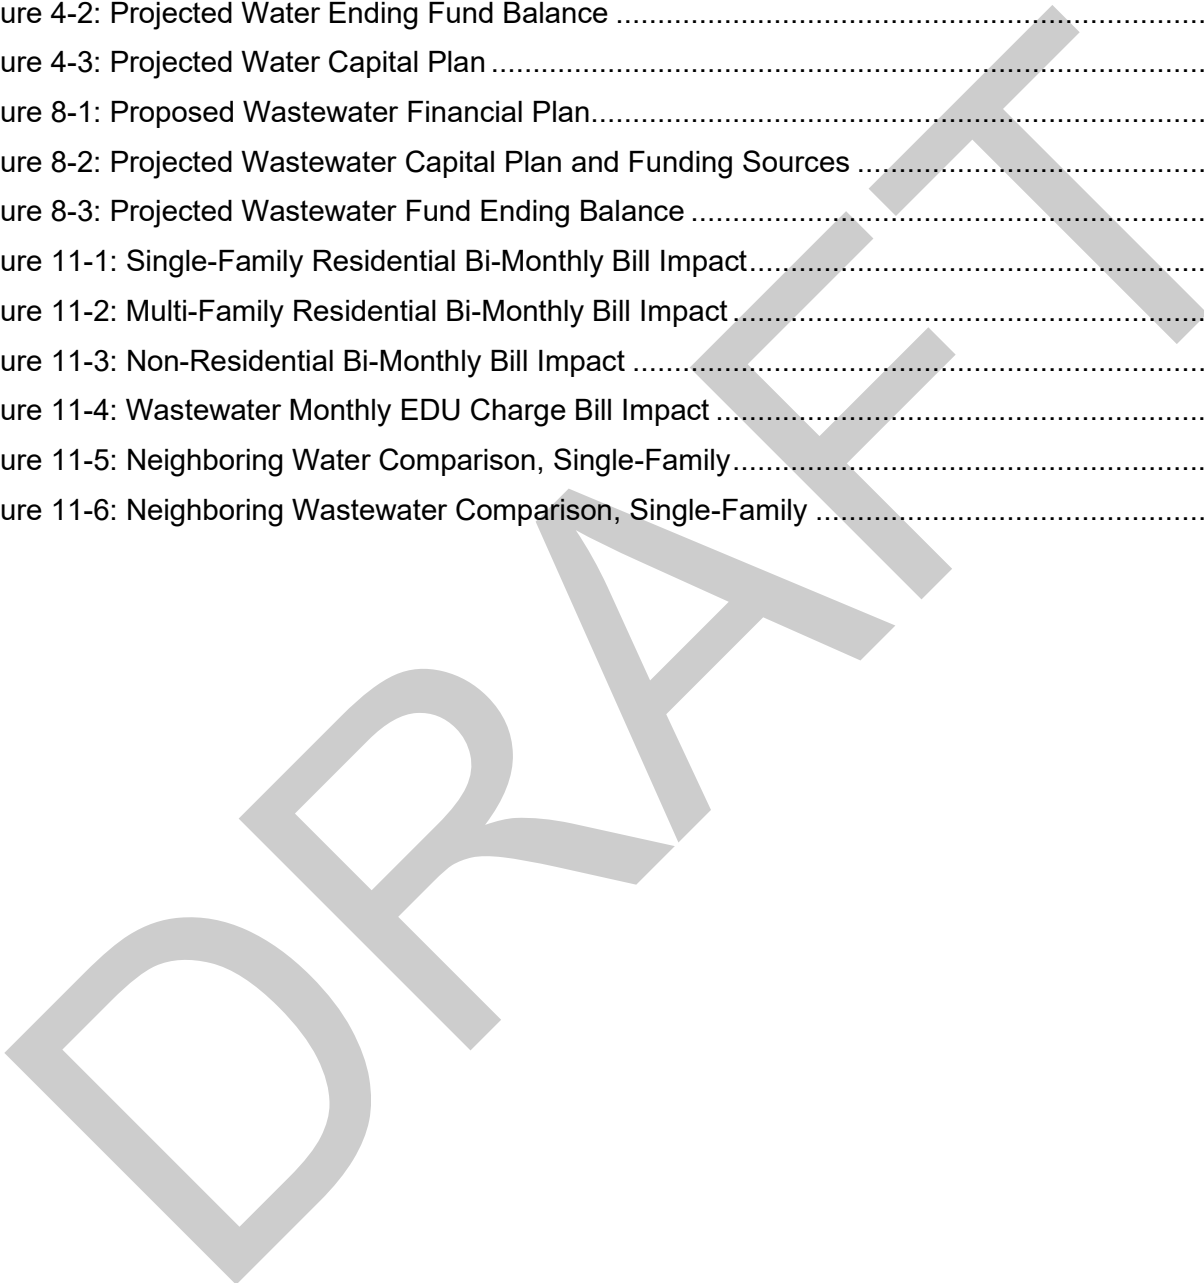 ure 4-2: Projected Water Ending Fund Balance ................................................................................
ure 4-3: Projected Water Capital Plan ................................................................................................
ure 8-1: Proposed Wastewater Financial Plan...................................................................................
ure 8-2: Projected Wastewater Capital Plan and Funding Sources ..................................................
ure 8-3: Projected Wastewater Fund Ending Balance ......................................................................
ure 11-1: Single-Family Residential Bi-Monthly Bill Impact...............................................................
ure 11-2: Multi-Family Residential Bi-Monthly Bill Impact .................................................................
ure 11-3: Non-Residential Bi-Monthly Bill Impact ..............................................................................
ure 11-4: Wastewater Monthly EDU Charge Bill Impact ...................................................................
ure 11-5: Neighboring Water Comparison, Single-Family.................................................................
ure 11-6: Neighboring Wastewater Comparison, Single-Family .......................................................
DRAFT